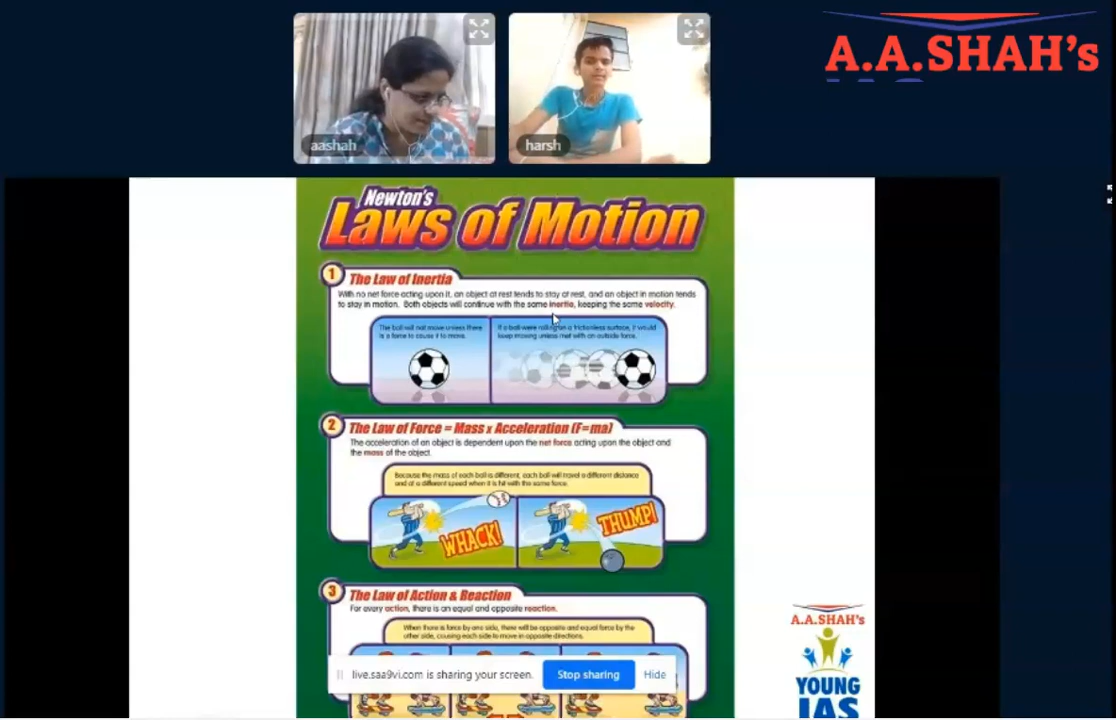 A.A.SHAH's
aashah
harsh
Newton's
Laws of Motion
1 The Law of Inertia
With no net force acting upon it, an object at rest tends to stay at rest, and an object in motion tends
to stay in motion. Both objects will continue with the same inertia, keeping the same velocity.
The ball will not move unless there
is a force to cause it to move.
If a ball were rolling on a frictionless surface, it would
keep moving unless met with an outside force.
2 The Law of Force = Mass x Acceleration (F=ma)
The acceleration of an object is dependent upon the net force acting upon the object and
the mass of the object.
Because the mass of each ball is different, each ball will travel a different distance
and at a different speed when it is hit with the same force.
WHACK!
THUMP!
3 The Law of Action & Reaction
For every action, there is an equal and opposite reaction.
When there is force by one side, there will be opposite and equal force by the
other side, causing each side to move in opposite directions.
live.saa9vi.com is sharing your screen.
Stop sharing
Hide
A.A.SHAH's
YOUNG
IAS